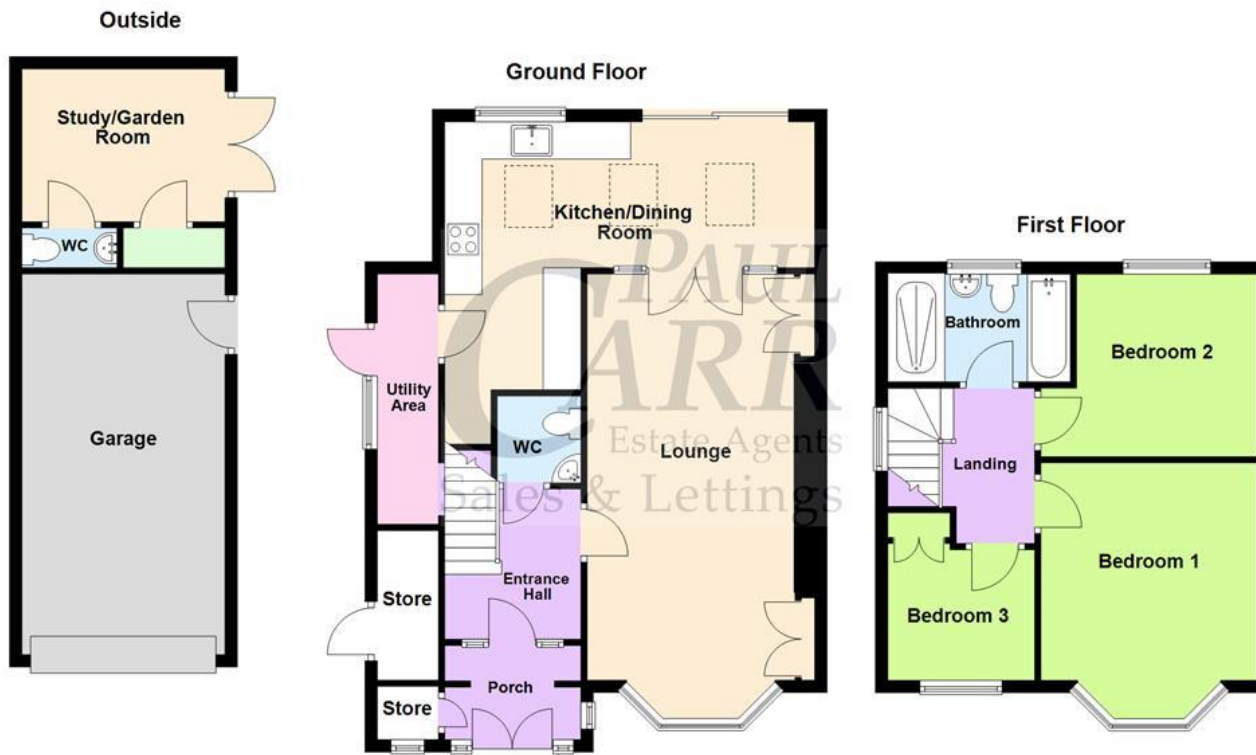 Outside
Study/Garden
Room
WC
Garage
Ground Floor
Kitchen/Dining
Room
Utility
Area
WC
Lounge
Store
Entrance
Hall
Store
Porch
PAUL
CARR
Estate Agents
Sales & Lettings
First Floor
Bathroom
Bedroom 2
Landing
Bedroom 1
Bedroom 3